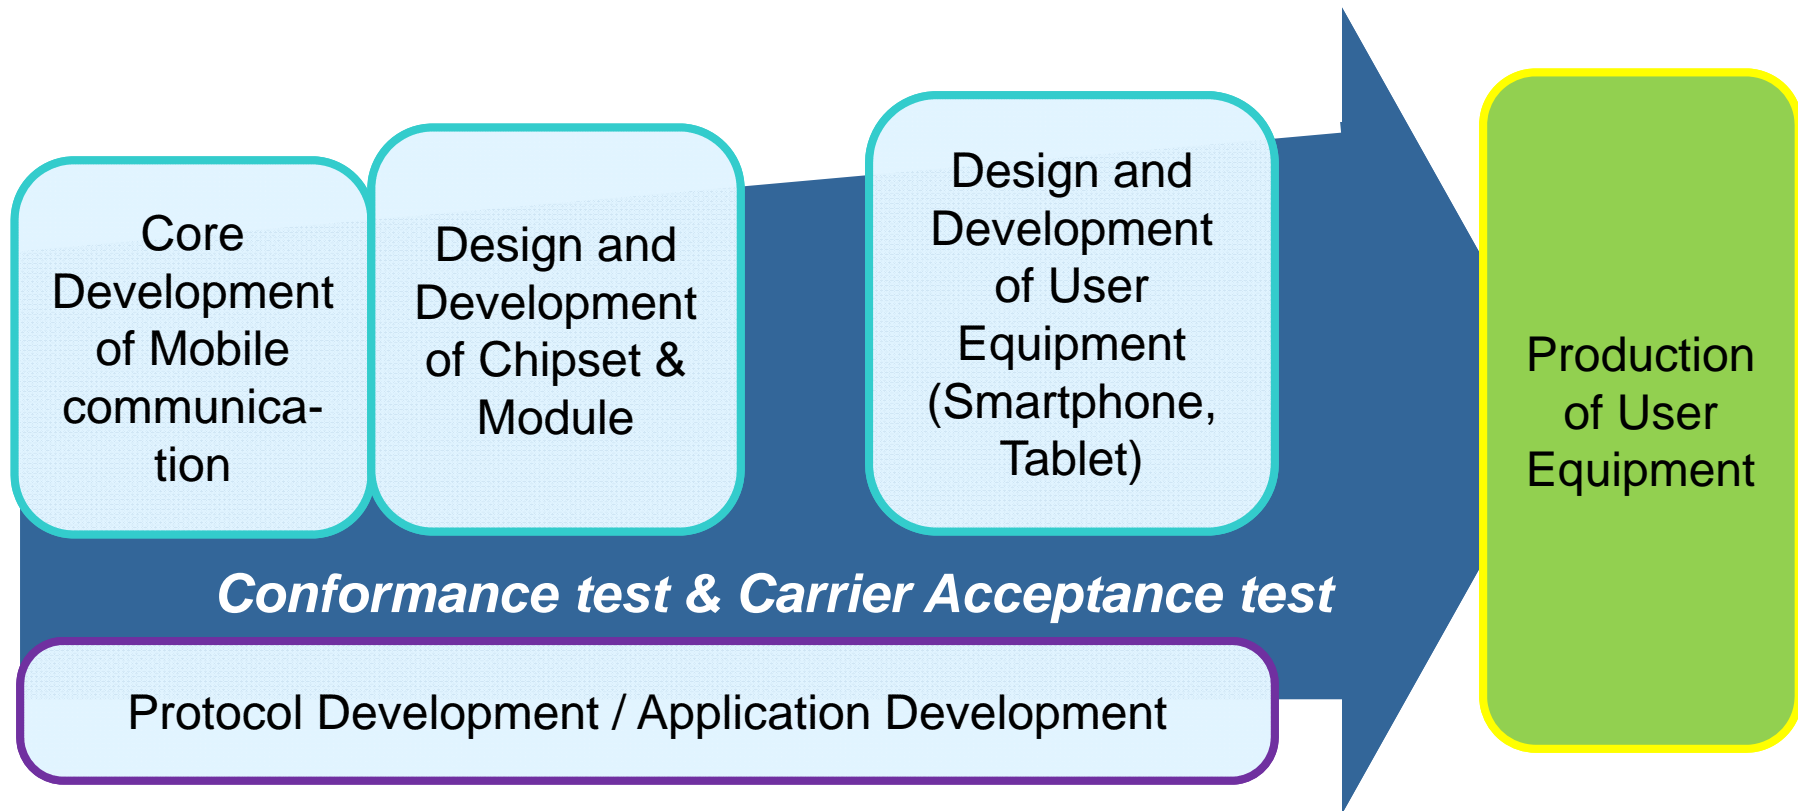 Core
Development
of Mobile
communica-
tion
Design and
Development
of Chipset &
Module
Design and
Development
of User
Equipment
(Smartphone,
Tablet)
Production
of User
Equipment
Conformance test & Carrier Acceptance test
Protocol Development / Application Development